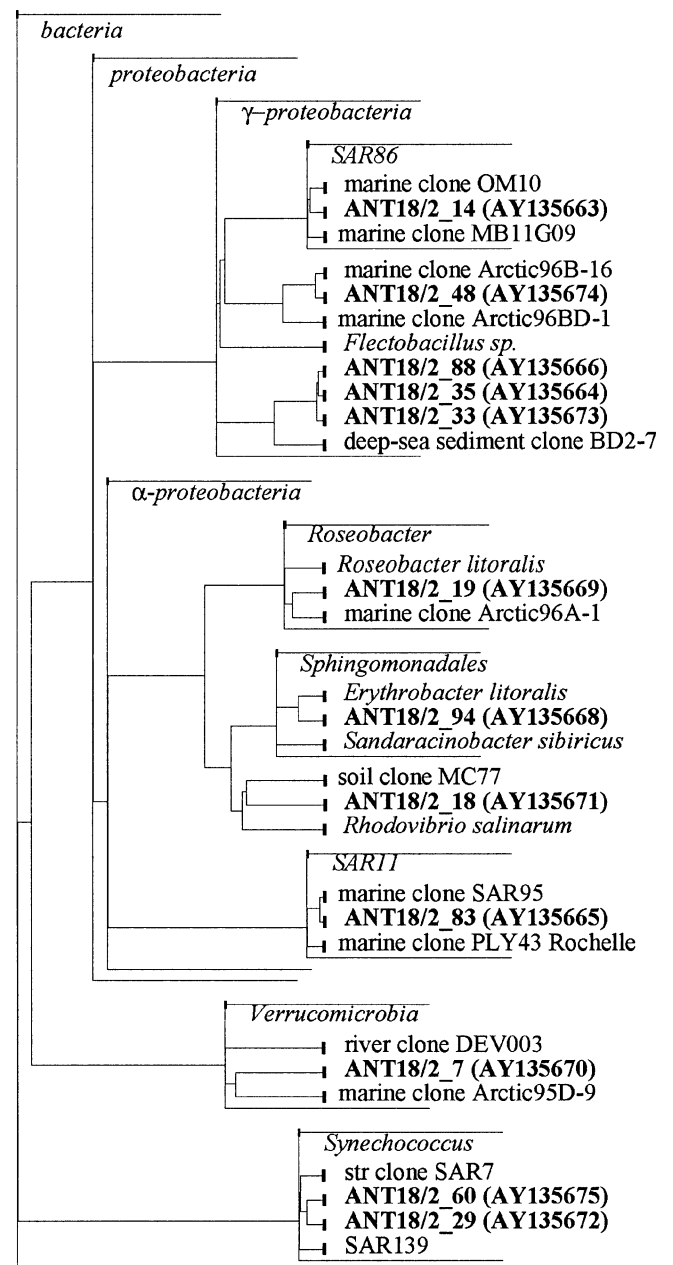 bacteria
proteobacteria
γ–proteobacteria
SAR86
marine clone OM10
ANT18/2_14 (AY135663)
marine clone MB11G09
marine clone Arctic96B-16
ANT18/2_48 (AY135674)
marine clone Arctic96BD-1
Flectobacillus sp.
ANT18/2_88 (AY135666)
ANT18/2_35 (AY135664)
ANT18/2_33 (AY135673)
deep-sea sediment clone BD2-7
α-proteobacteria
Roseobacter
Roseobacter litoralis
ANT18/2_19 (AY135669)
marine clone Arctic96A-1
Sphingomonadales
Erythrobacter litoralis
ANT18/2_94 (AY135668)
Sandaracinobacter sibiricus
soil clone MC77
ANT18/2_18 (AY135671)
Rhodovibrio salinarum
SAR11
marine clone SAR95
ANT18/2_83 (AY135665)
marine clone PLY43 Rochelle
Verrucomicrobia
river clone DEV003
ANT18/2_7 (AY135670)
marine clone Arctic95D-9
Synechococcus
str clone SAR7
ANT18/2_60 (AY135675)
ANT18/2_29 (AY135672)
SAR139